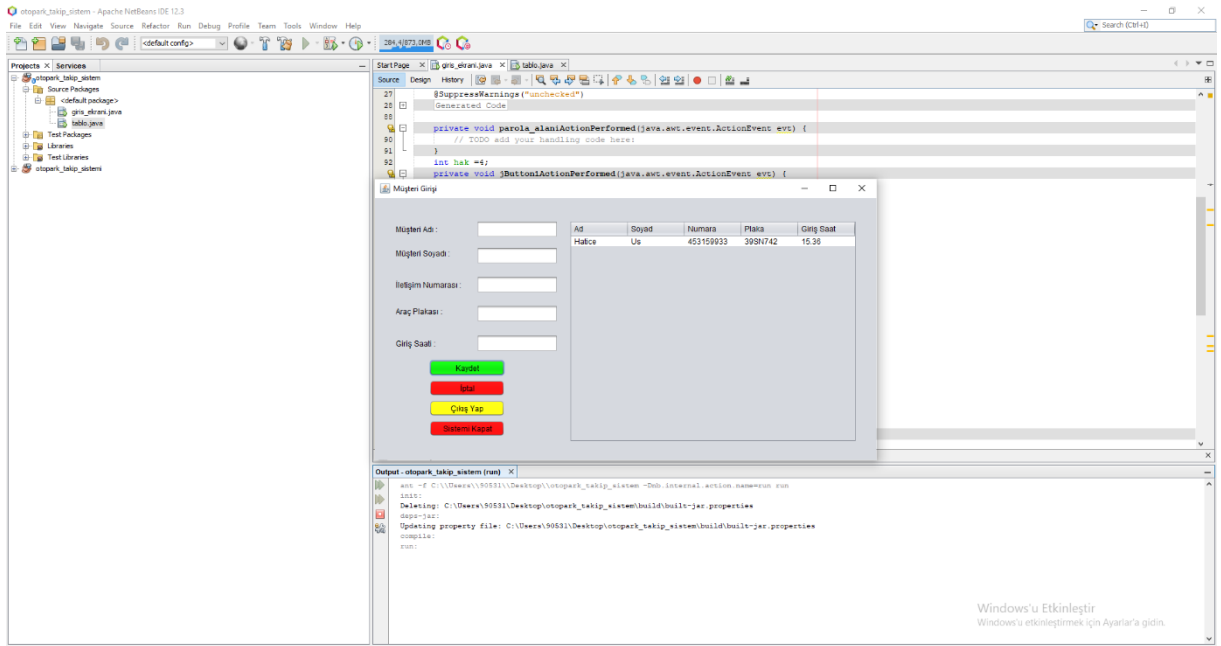 otopark_takip_sistem - Apache NetBeans IDE 12.3
File Edit View Navigate Source Refactor Run Debug Profile Team Tools Window Help
Search (Ctrl+I)
<default config>
284,4/873,0MB
Projects Services
otopark_takip_sistem
Source Packages
<default package>
giris_ekrani.java
tablo.java
Test Packages
Libraries
Test Libraries
otopark_takip_sistemi
Start Page giris_ekrani.java tablo.java
Source Design History
27 @SuppressWarnings("unchecked")
28 Generated Code
88
private void parola_alaniActionPerformed(java.awt.event.ActionEvent evt) {
90 // TODO add your handling code here:
91 }
92 int hak =4;
private void jButton1ActionPerformed(java.awt.event.ActionEvent evt) {
Müşteri Girişi
Müşteri Adı :
Müşteri Soyadı :
İletişim Numarası :
Araç Plakası :
Giriş Saati :
Kaydet
İptal
Çıkış Yap
Sistemi Kapat
Ad Soyad Numara Plaka Giriş Saat
Hatice Us 453159933 39SN742 15.36
Output - otopark_takip_sistem (run)
ant -f C:\\Users\\90531\\Desktop\\otopark_takip_sistem -Dnb.internal.action.name=run run
init:
Deleting: C:\Users\90531\Desktop\otopark_takip_sistem\build\built-jar.properties
deps-jar:
Updating property file: C:\Users\90531\Desktop\otopark_takip_sistem\build\built-jar.properties
compile:
run:
Windows'u Etkinleştir
Windows'u etkinleştirmek için Ayarlar'a gidin.